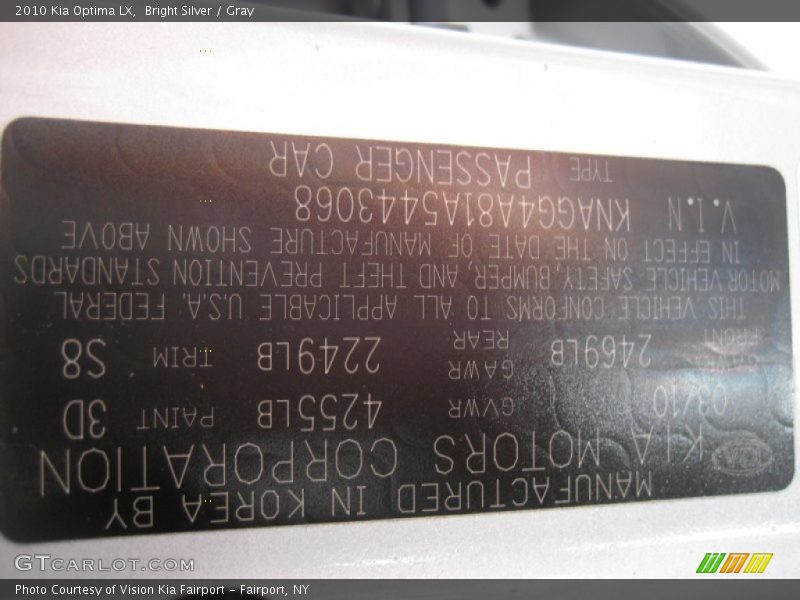 2010 Kia Optima LX, Bright Silver / Gray
MANUFACTURED IN KOREA BY
KIA MOTORS CORPORATION
03/10 GVWR 4255LB PAINT 3D
GAWR
FRONT 2469LB REAR 2249LB TRIM S8
THIS VEHICLE CONFORMS TO ALL APPLICABLE U.S.A. FEDERAL
MOTOR VEHICLE SAFETY, BUMPER, AND THEFT PREVENTION STANDARDS
IN EFFECT ON THE DATE OF MANUFACTURE SHOWN ABOVE
V.I.N KNAGG4A81A5443068
TYPE PASSENGER CAR
GTCARLOT.COM
Photo Courtesy of Vision Kia Fairport - Fairport, NY